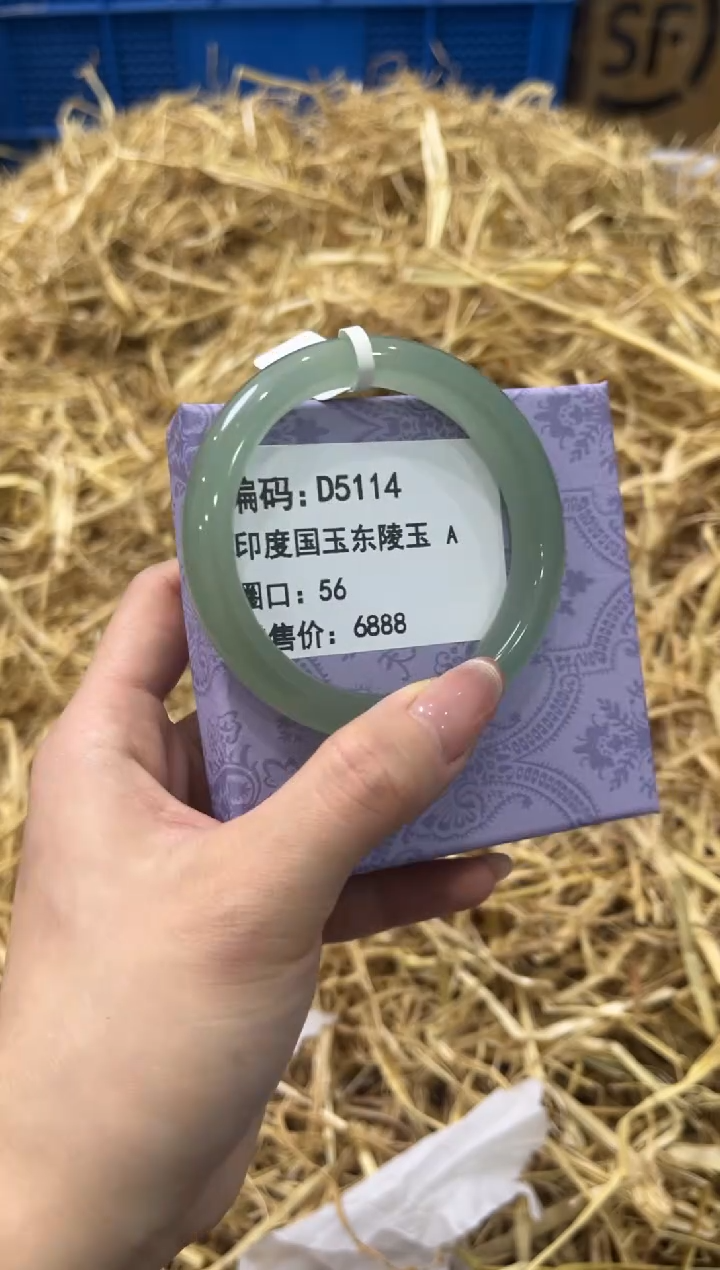 SF
编码：D5114
印度国玉东陵玉 A
圈口：56
售价：6888